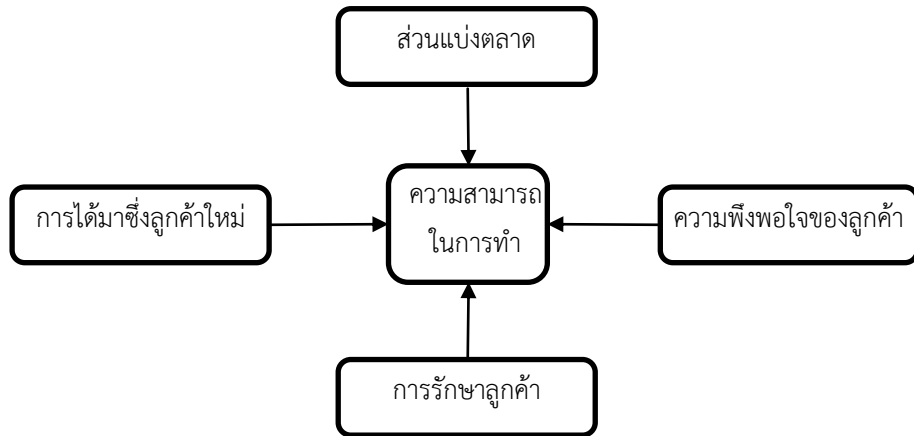 ส่วนแบ่งตลาด
การได้มาซึ่งลูกค้าใหม่
ความสามารถ
ในการทำ
ความพึงพอใจของลูกค้า
การรักษาลูกค้า